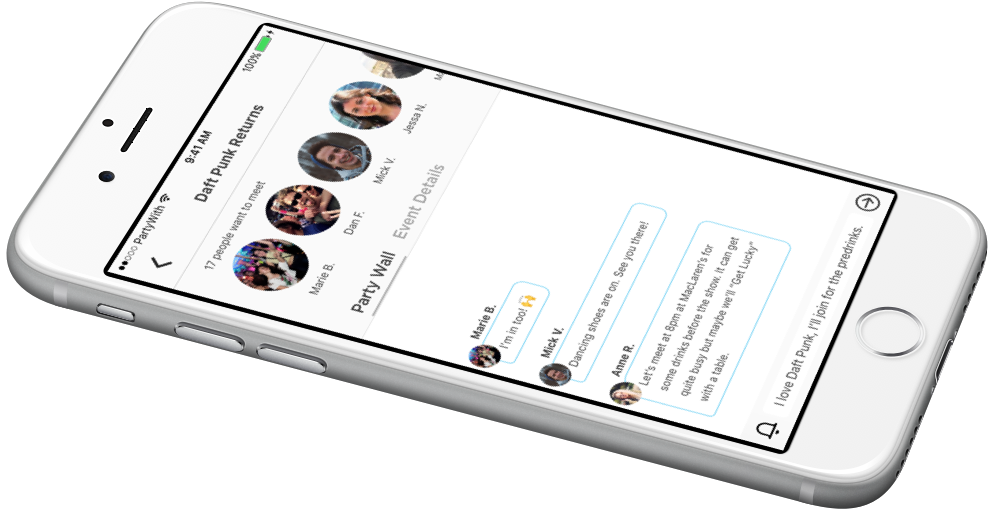 PartyWith
9:41 AM
100%
Daft Punk Returns
17 people want to meet
Marie B.
Dan F.
Mick V.
Jessa N.
Party Wall
Event Details
Marie B.
I'm in too! 🙌
Mick V.
Dancing shoes are on. See you there!
Anne R.
Let's meet at 8pm at MacLaren's for
some drinks before the show. It can get
quite busy but maybe we'll "Get Lucky"
with a table.
I love Daft Punk, I'll join for the predrinks.